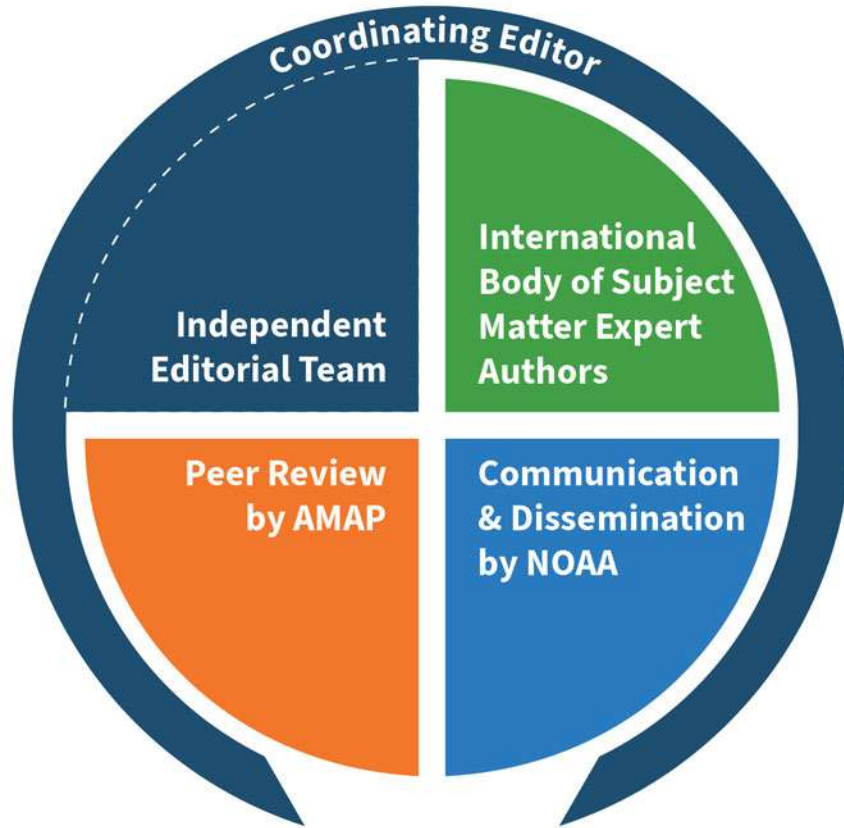 Coordinating Editor
Independent
Editorial Team
International
Body of Subject
Matter Expert
Authors
Peer Review
by AMAP
Communication
& Dissemination
by NOAA